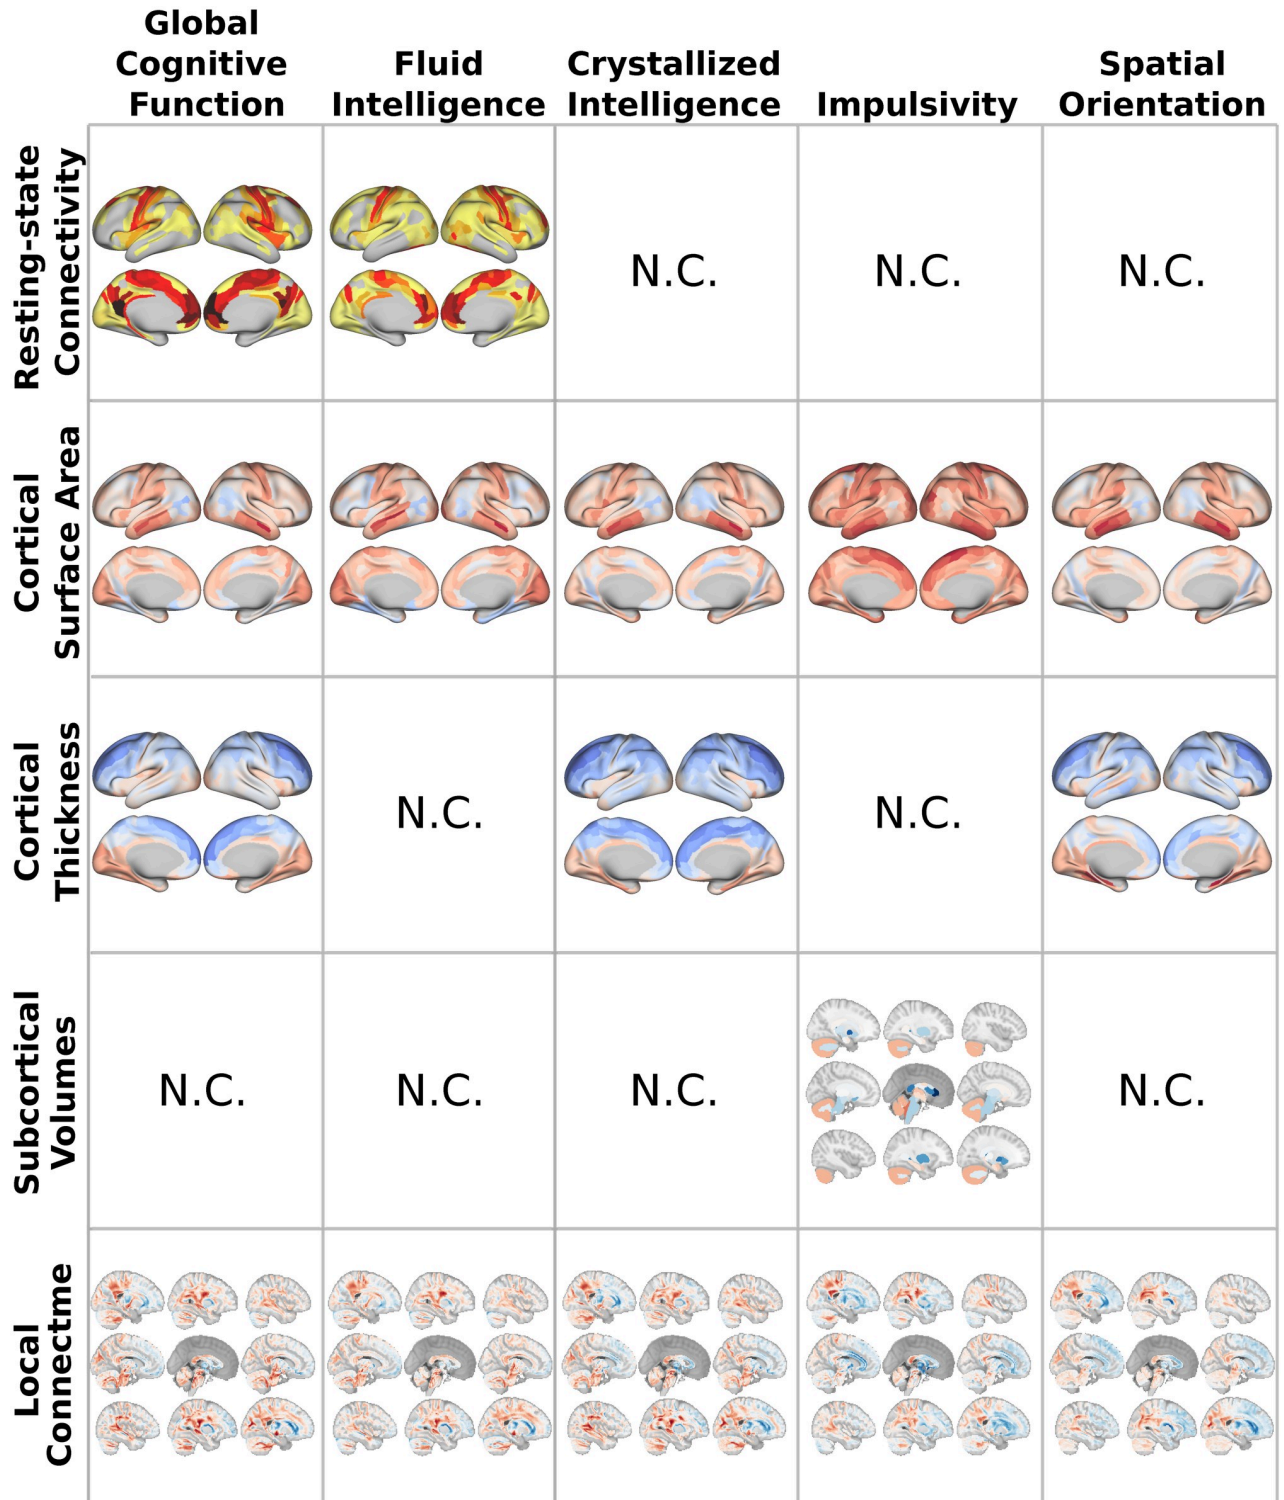 Global
Cognitive
Function
Fluid
Intelligence
Crystallized
Intelligence
Impulsivity
Spatial
Orientation
Resting-state
Connectivity
N.C.
N.C.
N.C.
Cortical
Surface Area
Cortical
Thickness
N.C.
N.C.
Subcortical
Volumes
N.C.
N.C.
N.C.
N.C.
Local
Connectme